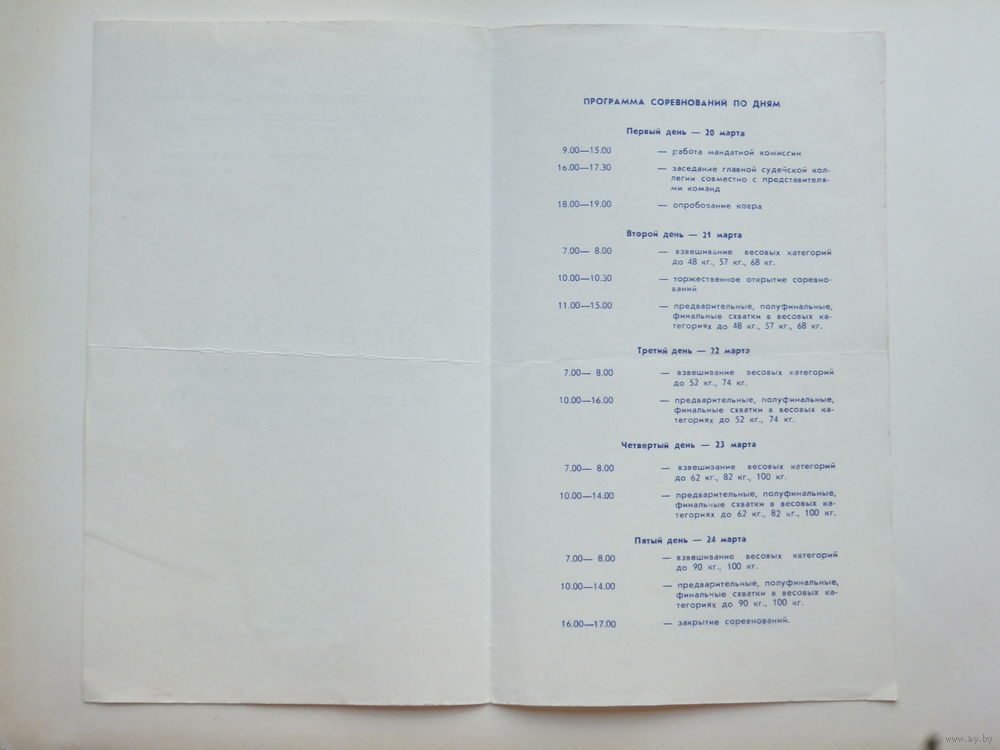 ПРОГРАММА СОРЕВНОВАНИЙ ПО ДНЯМ
Первый день — 20 марта
9.00—15.00 — работа мандатной комиссии
16.00—17.30 — заседание главной судейской кол-
легии совместно с представителя-
ми команд
18.00—19.00 — опробование ковра
Второй день — 21 марта
7.00— 8.00 — взвешивание весовых категорий
до 48 кг., 57 кг., 68 кг.
10.00—10.30 — торжественное открытие соревно-
ваний
11.00—15.00 — предварительные, полуфинальные,
финальные схватки в весовых ка-
тегориях до 48 кг., 57 кг., 68 кг.
Третий день — 22 марта
7.00— 8.00 — взвешивание весовых категорий
до 52 кг., 74 кг.
10.00—16.00 — предварительные, полуфинальные,
финальные схватки в весовых ка-
тегориях до 52 кг., 74 кг.
Четвертый день — 23 марта
7.00— 8.00 — взвешивание весовых категорий
до 62 кг., 82 кг., 100 кг.
10.00—14.00 — предварительные, полуфинальные,
финальные схватки в весовых ка-
тегориях до 62 кг., 82 кг., 100 кг.
Пятый день — 24 марта
7.00— 8.00 — взвешивание весовых категорий
до 90 кг., 100 кг.
10.00—14.00 — предварительные, полуфинальные,
финальные схватки в весовых ка-
тегориях до 90 кг., 100 кг.
16.00—17.00 — закрытие соревнований.
www.ay.by